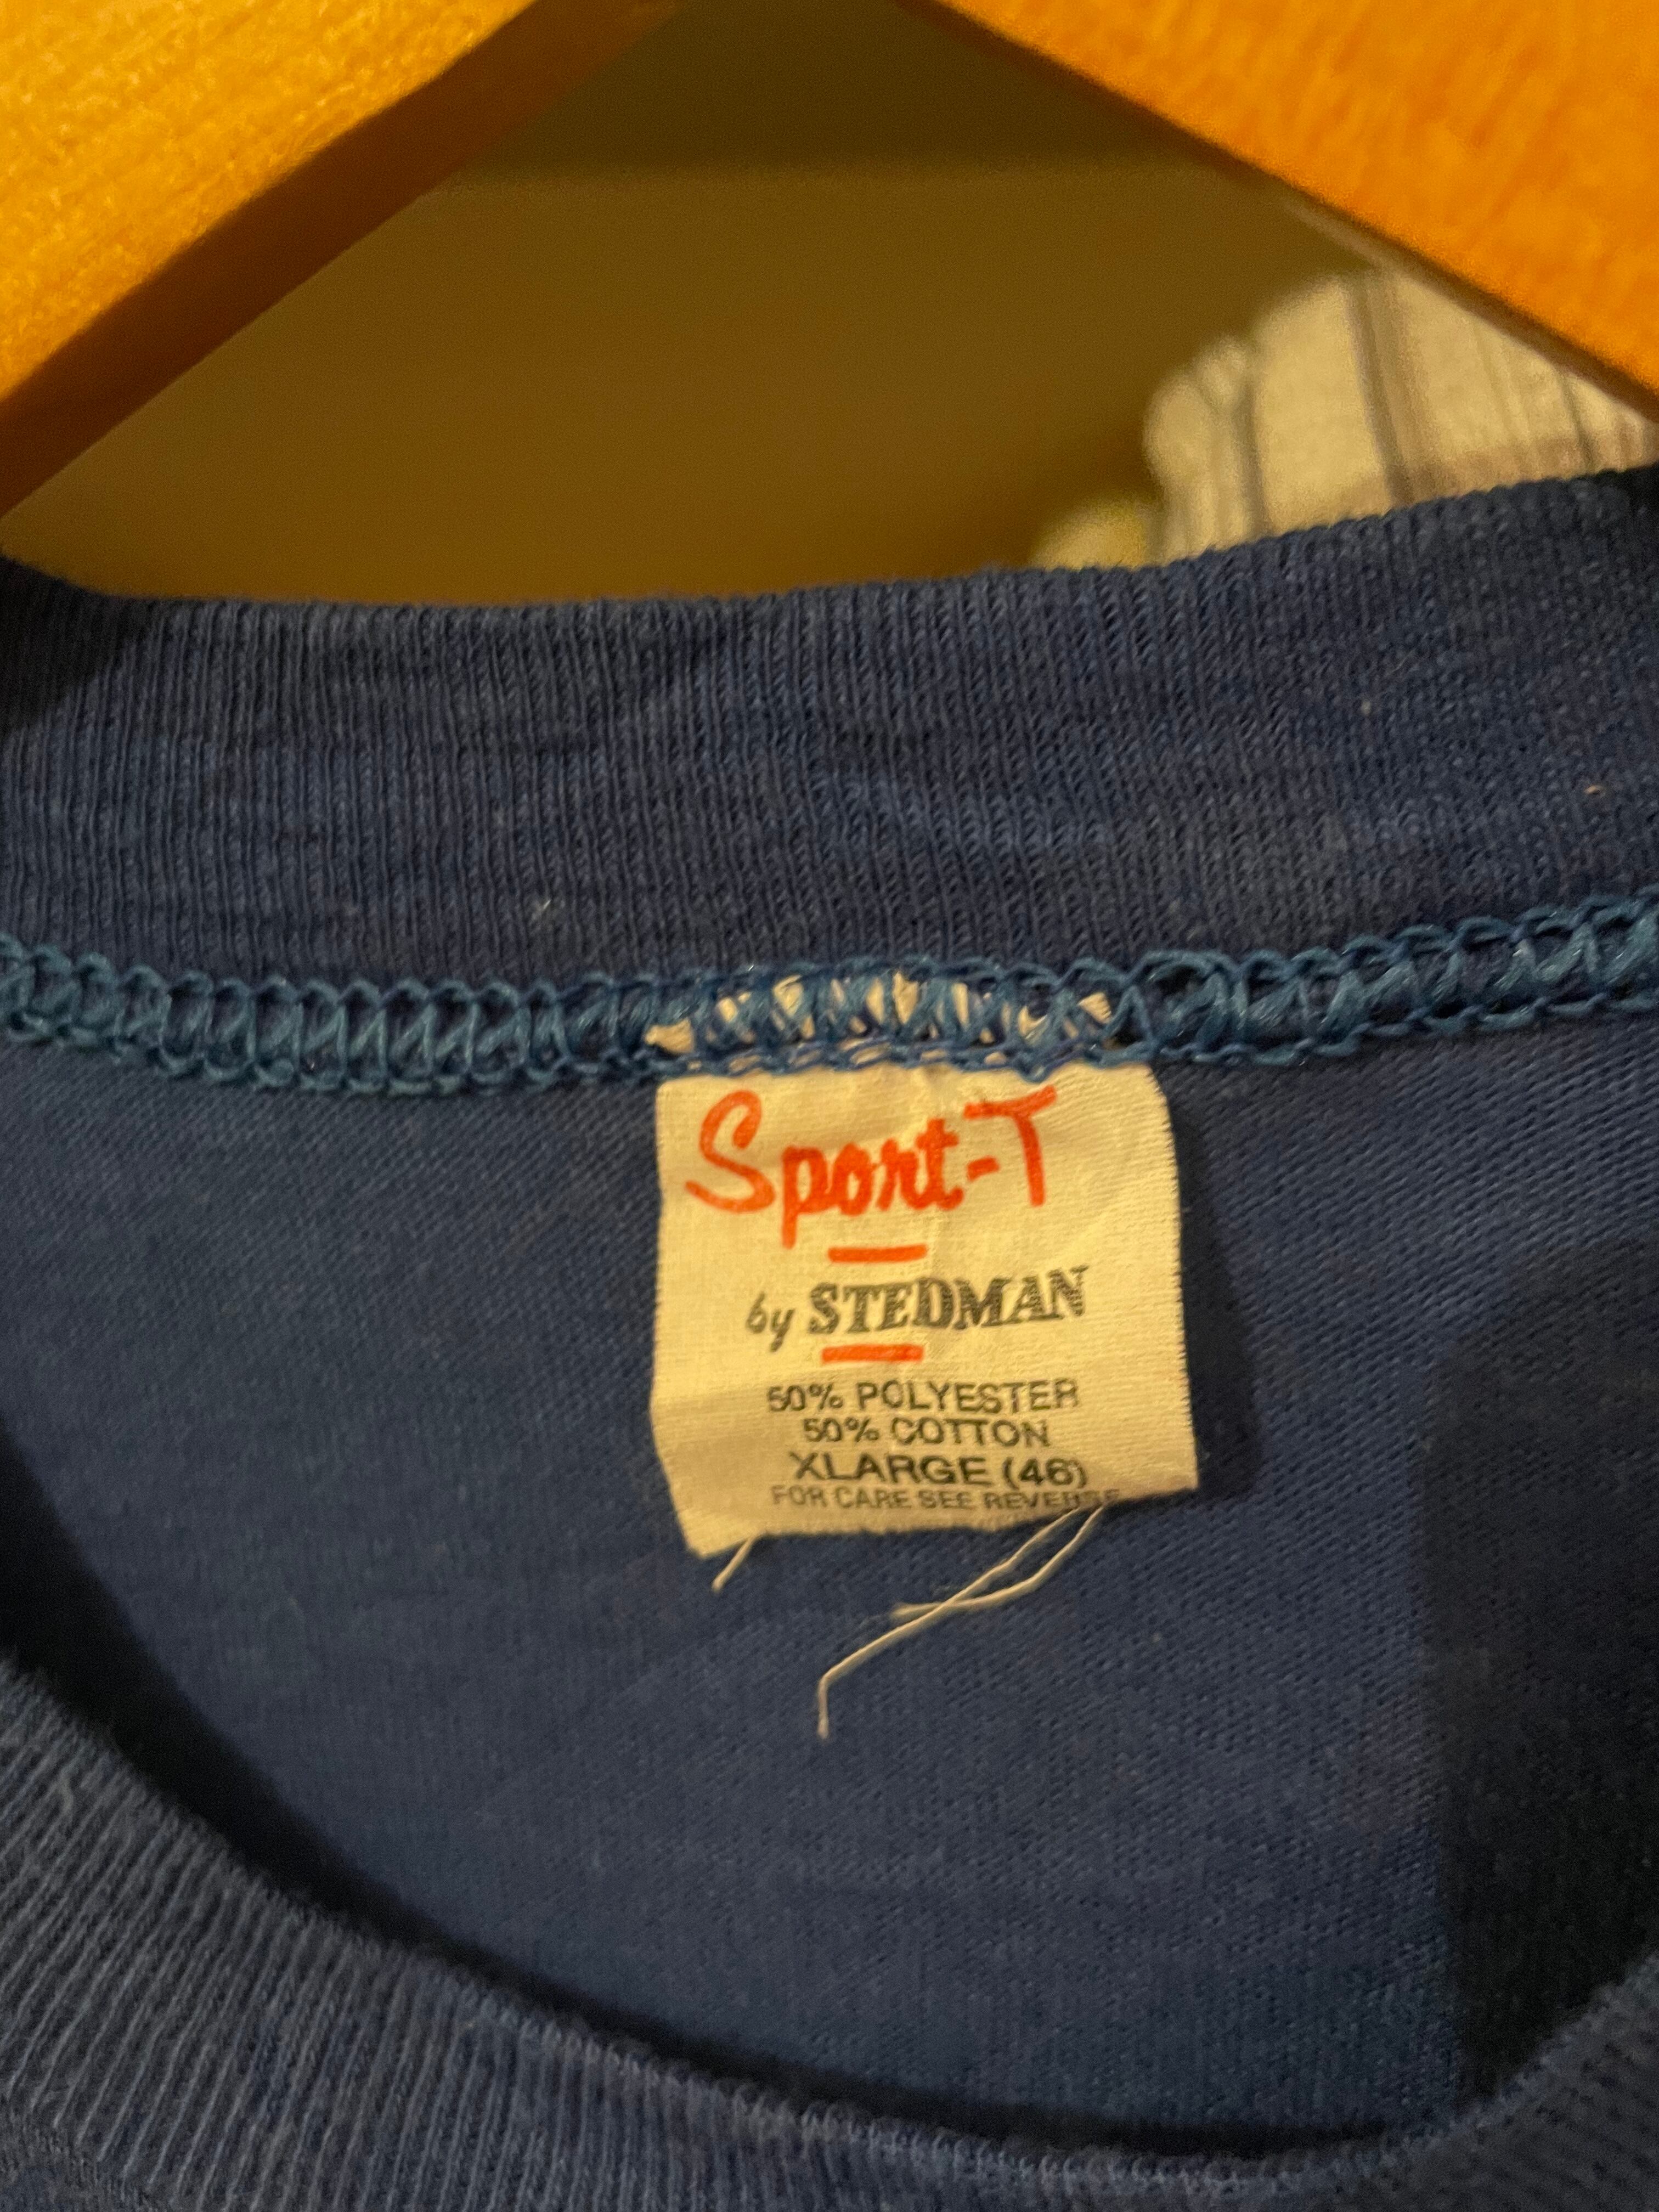 Sport-T
by STEDMAN
50% POLYESTER
50% COTTON
XLARGE (46)
FOR CARE SEE REVERSE